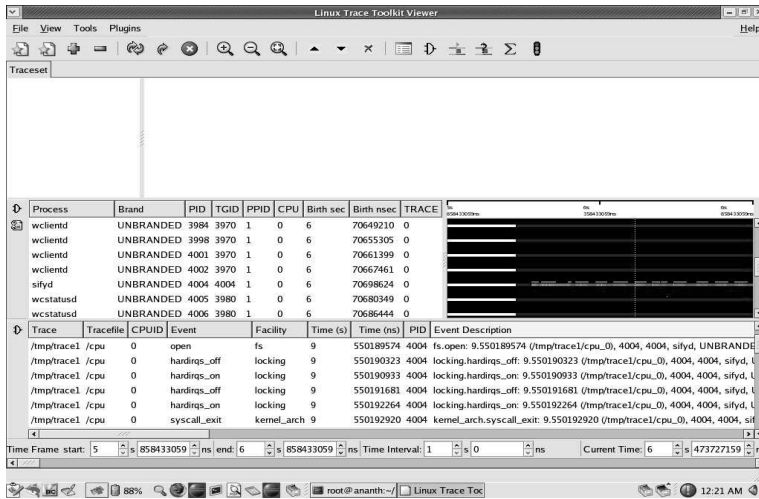 Linux Trace Toolkit Viewer
File View Tools Plugins Help
Traceset
Process Brand PID TGID PPID CPU Birth sec Birth nsec TRACE
wclientd UNBRANDED 3984 3970 1 0 6 70649210 0
wclientd UNBRANDED 3998 3970 1 0 6 70655305 0
wclientd UNBRANDED 4001 3970 1 0 6 70661399 0
wclientd UNBRANDED 4002 3970 1 0 6 70667461 0
sifyd UNBRANDED 4004 4004 1 0 6 70698624 0
wcstatusd UNBRANDED 4005 3980 1 0 6 70680349 0
wcstatusd UNBRANDED 4006 3980 1 0 6 70686444 0
Trace Tracefile CPUID Event Facility Time (s) Time (ns) PID Event Description
/tmp/trace1 /cpu 0 open fs 9 550189574 4004 fs.open: 9.550189574 (/tmp/trace1/cpu_0), 4004, 4004, sifyd, UNBRANDE
/tmp/trace1 /cpu 0 hardirqs_off locking 9 550190323 4004 locking.hardirqs_off: 9.550190323 (/tmp/trace1/cpu_0), 4004, 4004, sifyd, U
/tmp/trace1 /cpu 0 hardirqs_on locking 9 550190933 4004 locking.hardirqs_on: 9.550190933 (/tmp/trace1/cpu_0), 4004, 4004, sifyd, U
/tmp/trace1 /cpu 0 hardirqs_off locking 9 550191681 4004 locking.hardirqs_off: 9.550191681 (/tmp/trace1/cpu_0), 4004, 4004, sifyd, U
/tmp/trace1 /cpu 0 hardirqs_on locking 9 550192264 4004 locking.hardirqs_on: 9.550192264 (/tmp/trace1/cpu_0), 4004, 4004, sifyd, U
/tmp/trace1 /cpu 0 syscall_exit kernel_arch 9 550192920 4004 kernel_arch.syscall_exit: 9.550192920 (/tmp/trace1/cpu_0), 4004, 4004, sif
Time Frame start: 5 s 858433059 ns end: 6 s 858433059 ns Time Interval: 1 s 0 ns Current Time: 6 s 473727159
88% root@ananth:~/ Linux Trace Toc 12:21 AM